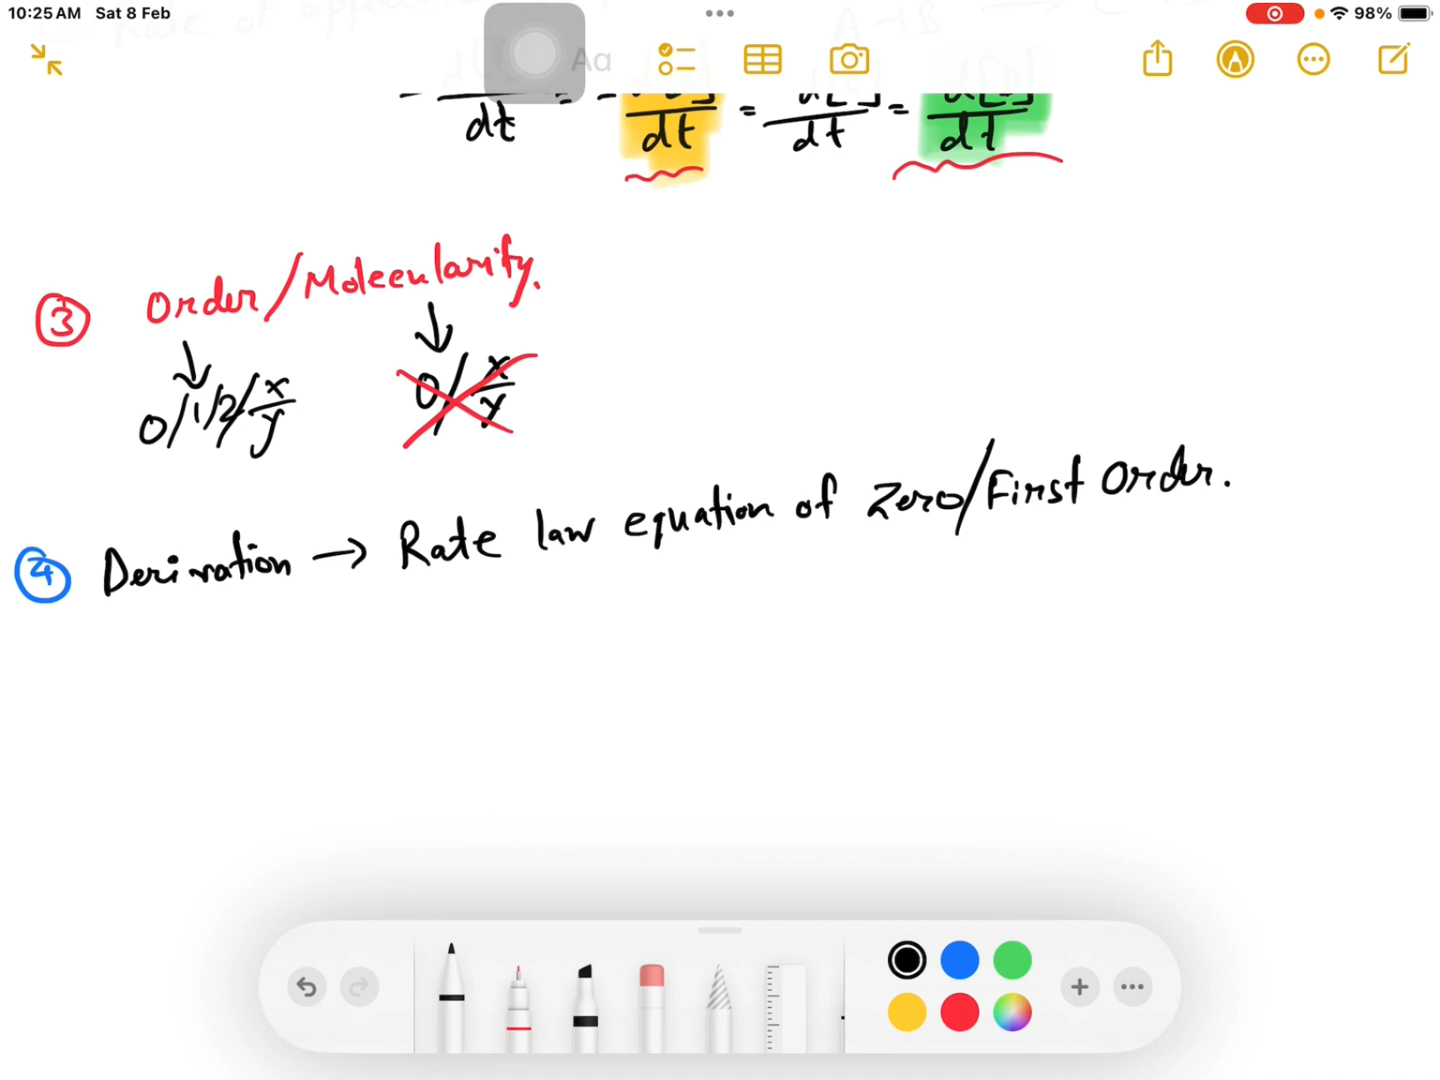 10:25 AM Sat 8 Feb
98%
Aa
dt = - dt = dt = dt
③ Order/Molecularity.
0/1/2/x/y 0/x/y
④ Derivation → Rate law equation of Zero/First Order.